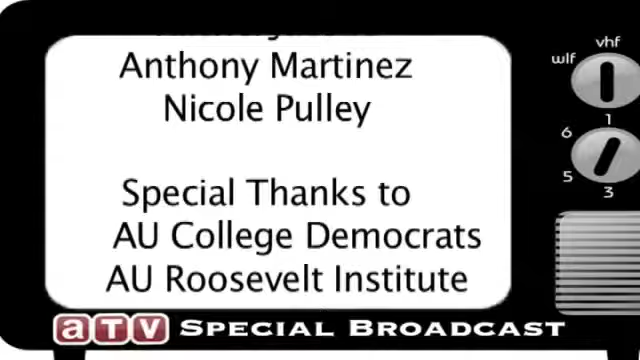 Anthony Martinez
Nicole Pulley
Special Thanks to
AU College Democrats
AU Roosevelt Institute
vhf
wlf
1
6
5
3
aTV SPECIAL BROADCAST